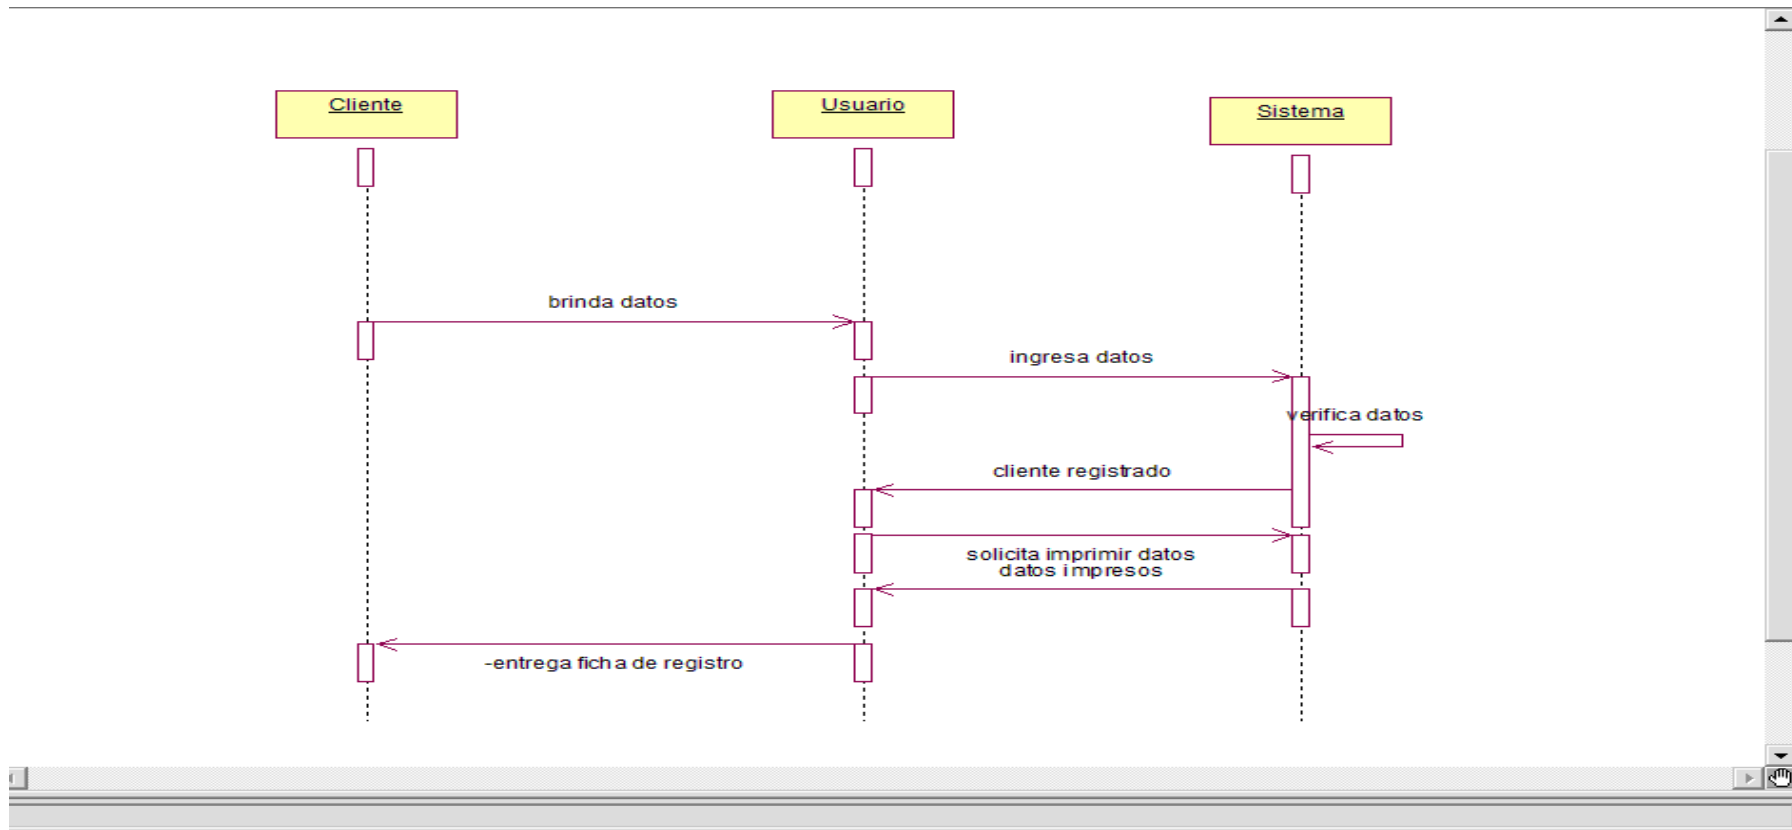 Cliente
Usuario
Sistema
brinda datos
ingresa datos
verifica datos
cliente registrado
solicita imprimir datos
datos impresos
-entrega ficha de registro